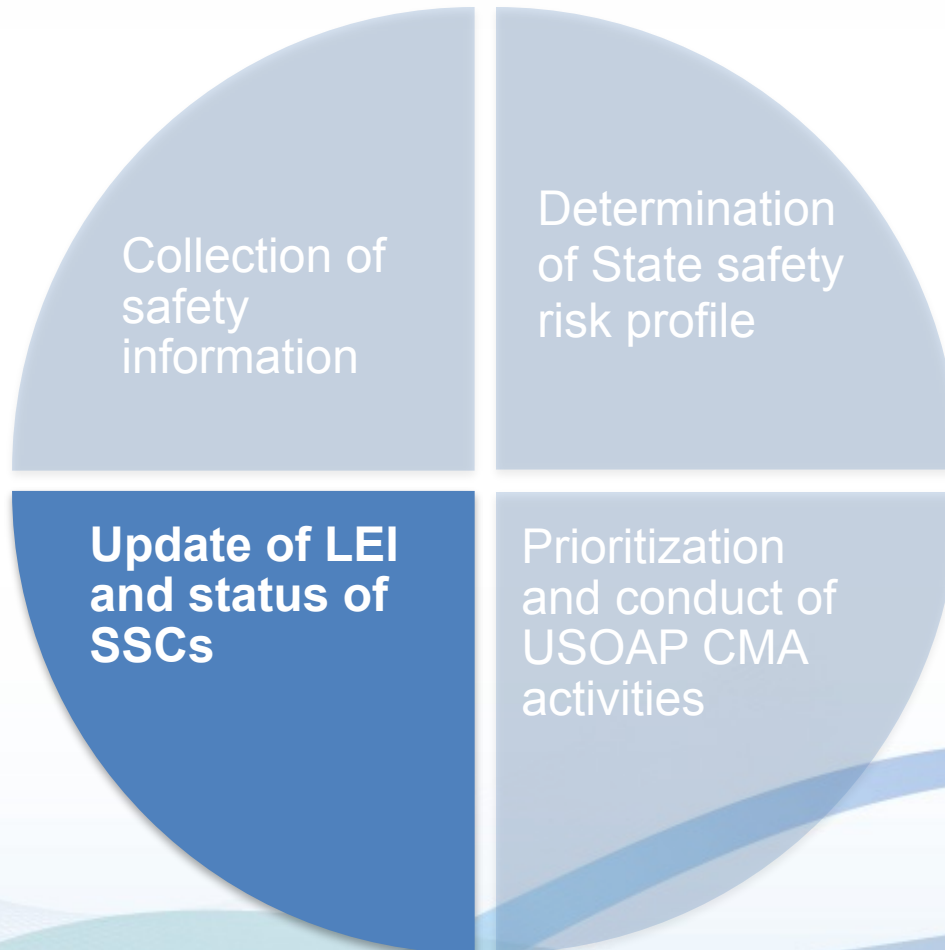 Collection of
safety
information
Determination
of State safety
risk profile
Update of LEI
and status of
SSCs
Prioritization
and conduct of
USOAP CMA
activities